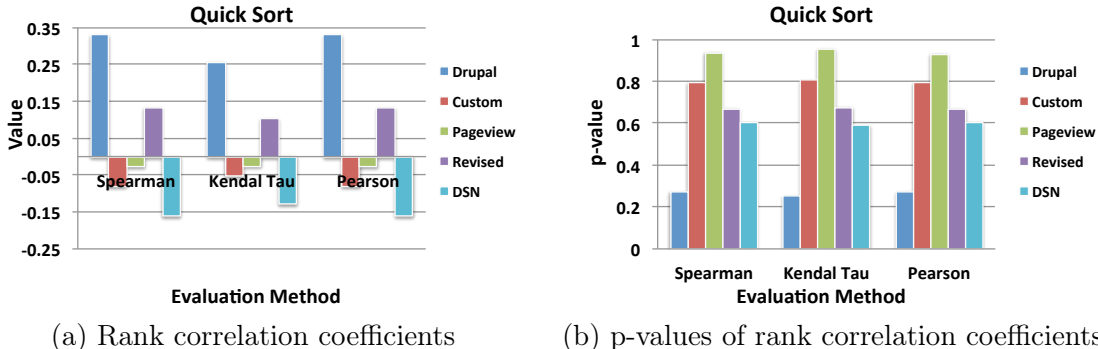 Quick Sort
0.35
0.25
0.15
0.05
-0.05
-0.15
-0.25
Value
Spearman Kendal Tau Pearson
Evaluation Method
Drupal
Custom
Pageview
Revised
DSN
(a) Rank correlation coefficients
Quick Sort
1
0.8
0.6
0.4
0.2
0
p-value
Spearman Kendal Tau Pearson
Evaluation Method
Drupal
Custom
Pageview
Revised
DSN
(b) p-values of rank correlation coefficients